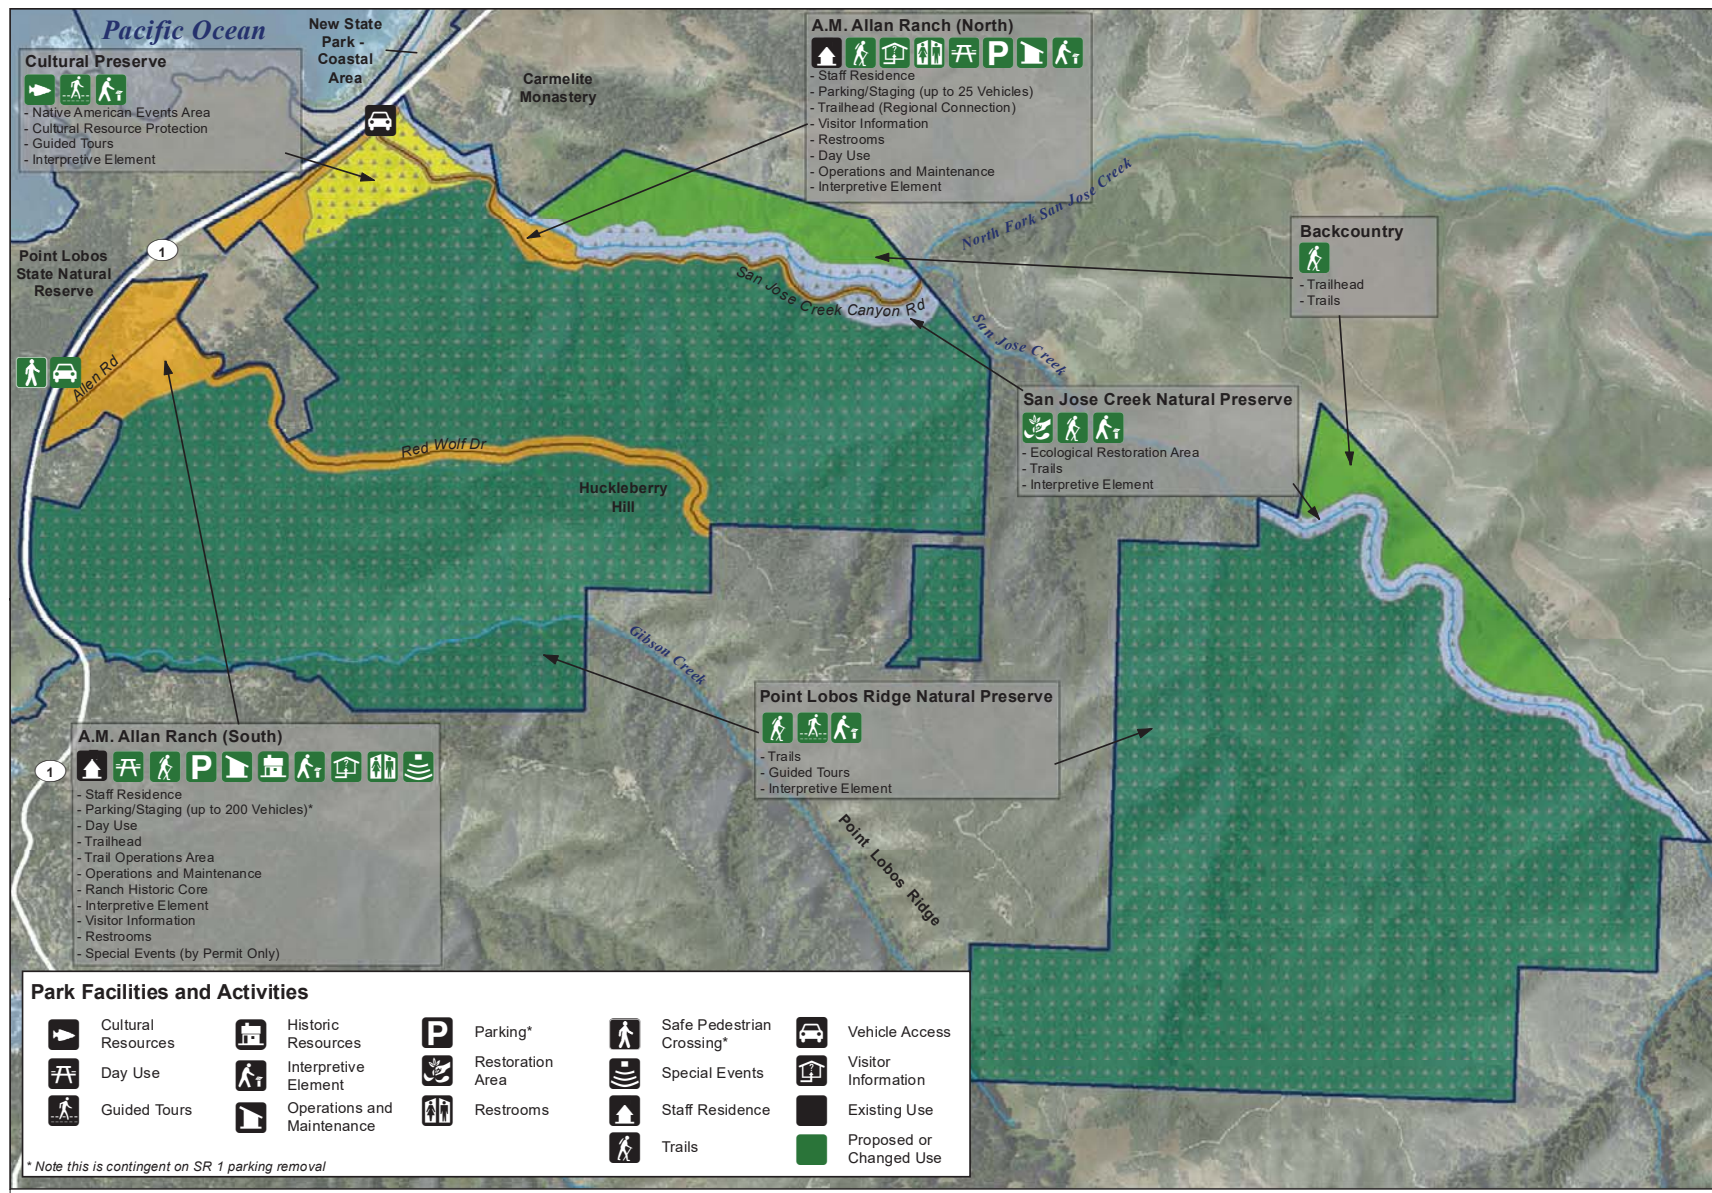 Pacific Ocean
New State
Park -
Coastal
Area
Carmelite
Monastery
Cultural Preserve
- Native American Events Area
- Cultural Resource Protection
- Guided Tours
- Interpretive Element
A.M. Allan Ranch (North)
P
- Staff Residence
- Parking/Staging (up to 25 Vehicles)
- Trailhead (Regional Connection)
- Visitor Information
- Restrooms
- Day Use
- Operations and Maintenance
- Interpretive Element
North Fork San Jose Creek
Backcountry
- Trailhead
- Trails
1
Point Lobos
State Natural
Reserve
San Jose Creek Canyon Rd
San Jose Creek
Allen Rd
San Jose Creek Natural Preserve
- Ecological Restoration Area
- Trails
- Interpretive Element
Red Wolf Dr
Huckleberry
Hill
Gibson Creek
Point Lobos Ridge Natural Preserve
- Trails
- Guided Tours
- Interpretive Element
Point Lobos Ridge
1
A.M. Allan Ranch (South)
P
- Staff Residence
- Parking/Staging (up to 200 Vehicles)*
- Day Use
- Trailhead
- Trail Operations Area
- Operations and Maintenance
- Ranch Historic Core
- Interpretive Element
- Visitor Information
- Restrooms
- Special Events (by Permit Only)
Park Facilities and Activities
Cultural
Resources
Day Use
Guided Tours
Historic
Resources
Interpretive
Element
Operations and
Maintenance
P
Parking*
Restoration
Area
Restrooms
Safe Pedestrian
Crossing*
Special Events
Staff Residence
Trails
Vehicle Access
Visitor
Information
Existing Use
Proposed or
Changed Use
* Note this is contingent on SR 1 parking removal